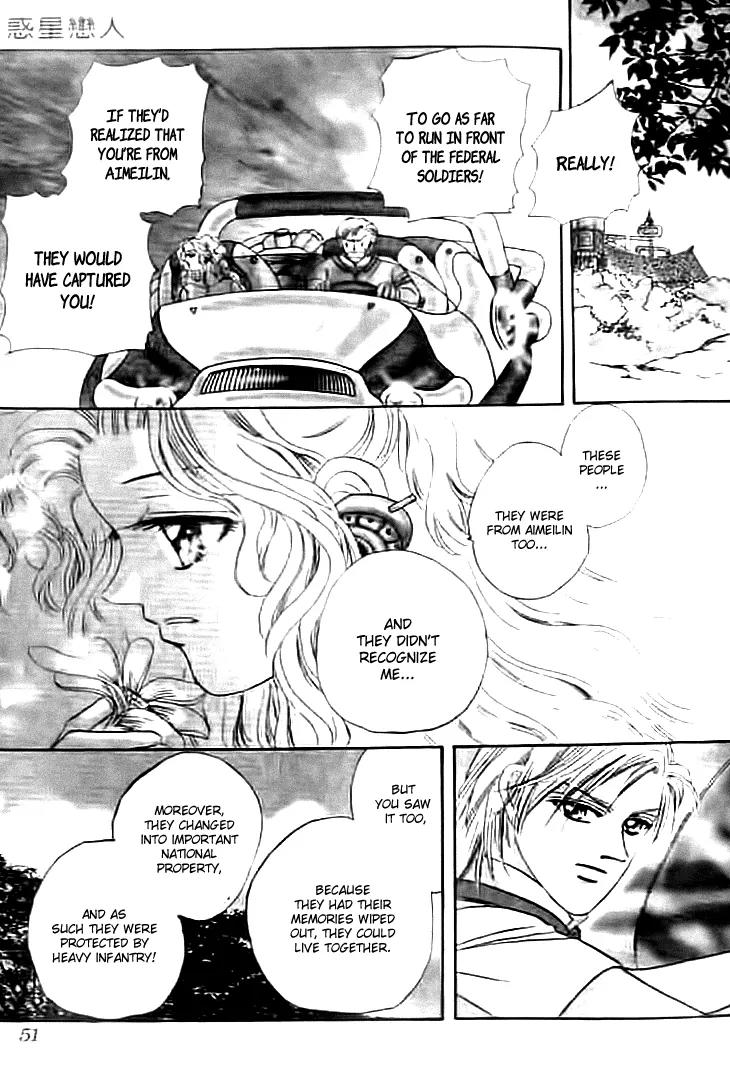 惑星戀人
REALLY!
TO GO AS FAR
TO RUN IN FRONT
OF THE FEDERAL
SOLDIERS!
IF THEY'D
REALIZED THAT
YOU'RE FROM
AIMEILIN.
THEY WOULD
HAVE CAPTURED
YOU!
THESE
PEOPLE
...
THEY WERE
FROM AIMEILIN
TOO...
AND
THEY DIDN'T
RECOGNIZE
ME...
BUT
YOU SAW
IT TOO,
BECAUSE
THEY HAD THEIR
MEMORIES WIPED
OUT, THEY COULD
LIVE TOGETHER.
MOREOVER,
THEY CHANGED
INTO IMPORTANT
NATIONAL
PROPERTY,
AND AS
SUCH THEY WERE
PROTECTED BY
HEAVY INFANTRY!
51